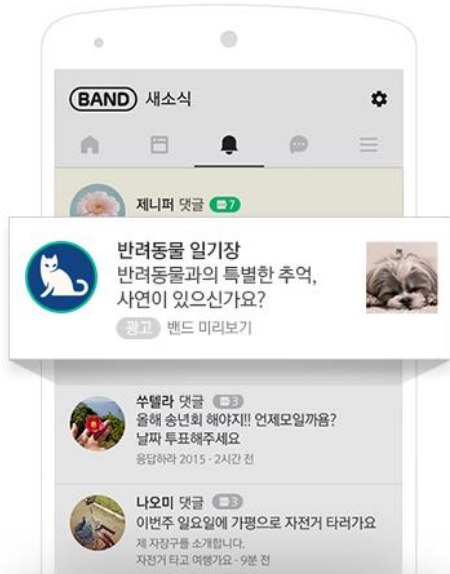 BAND 새소식
제니퍼 댓글 7
반려동물 일기장
반려동물과의 특별한 추억,
사연이 있으신가요?
광고 밴드 미리보기
쑤텔라 댓글 3
올해 송년회 해야지!! 언제모일까욤?
날짜 투표해주세요
응답하라 2015 · 2시간 전
나오미 댓글 3
이번주 일요일에 가평으로 자전거 타러가요
제 자장구를 소개합니다.
자전거 타고 여행가요 · 9분 전